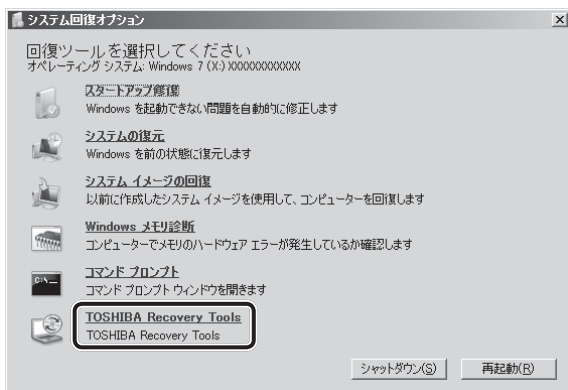 システム回復オプション
回復ツールを選択してください
オペレーティング システム: Windows 7 (X:) XXXXXXXXXXXX
スタートアップ修復
Windows を起動できない問題を自動的に修正します
システムの復元
Windows を前の状態に復元します
システム イメージの回復
以前に作成したシステム イメージを使用して、コンピューターを回復します
Windows メモリ診断
コンピューターでメモリのハードウェア エラーが発生しているか確認します
コマンド プロンプト
コマンド プロンプト ウィンドウを開きます
TOSHIBA Recovery Tools
TOSHIBA Recovery Tools
シャットダウン(S)
再起動(R)